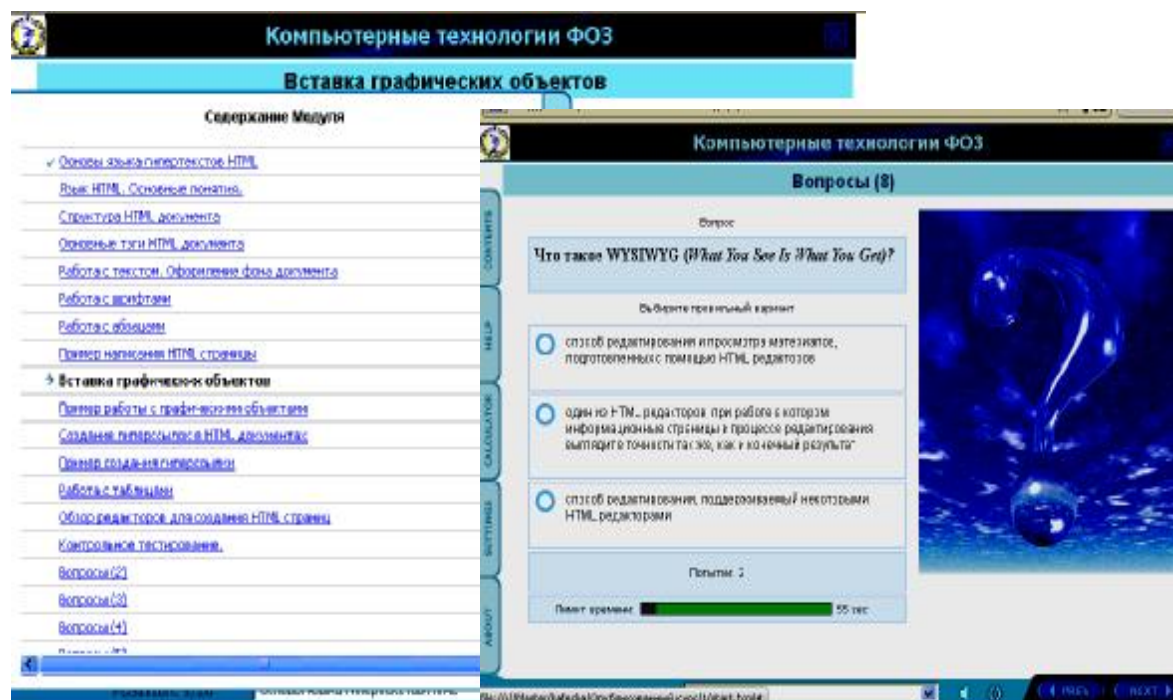 Компьютерные технологии ФОЗ
Вставка графических объектов
Содержание Модуля
Основы языка гипертекстов HTML
Язык HTML. Основные понятия.
Структура HTML документа
Основные тэги HTML документа
Работа с текстом. Оформление фона документа
Работа с шрифтами
Работа с абзацами
Пример написания HTML страницы
Вставка графических объектов
Пример работы с графическими объектами
Создание гиперссылок в HTML документах
Пример создания гиперссылки
Работа с таблицами
Обзор редакторов для создания HTML страниц
Контрольное тестирование.
Вопросы (2)
Вопросы (3)
Вопросы (4)
Компьютерные технологии ФОЗ
Вопросы (8)
CONTENTS
HELP
CALCULATOR
SETTINGS
ABOUT
Вопрос
Что такое WYSIWYG (What You See Is What You Get)?
Выберите правильный вариант
способ редактирования и просмотра материалов,
подготовленных с помощью HTML редакторов
один из HTML редакторов, при работе с котором
информационные страницы в процессе редактирования
выглядите точности так же, как и конечный результат
способ редактирования, поддерживаемый некоторыми
HTML редакторами
Попытки: 2
Лимит времени:
55 сек
PREV
NEXT